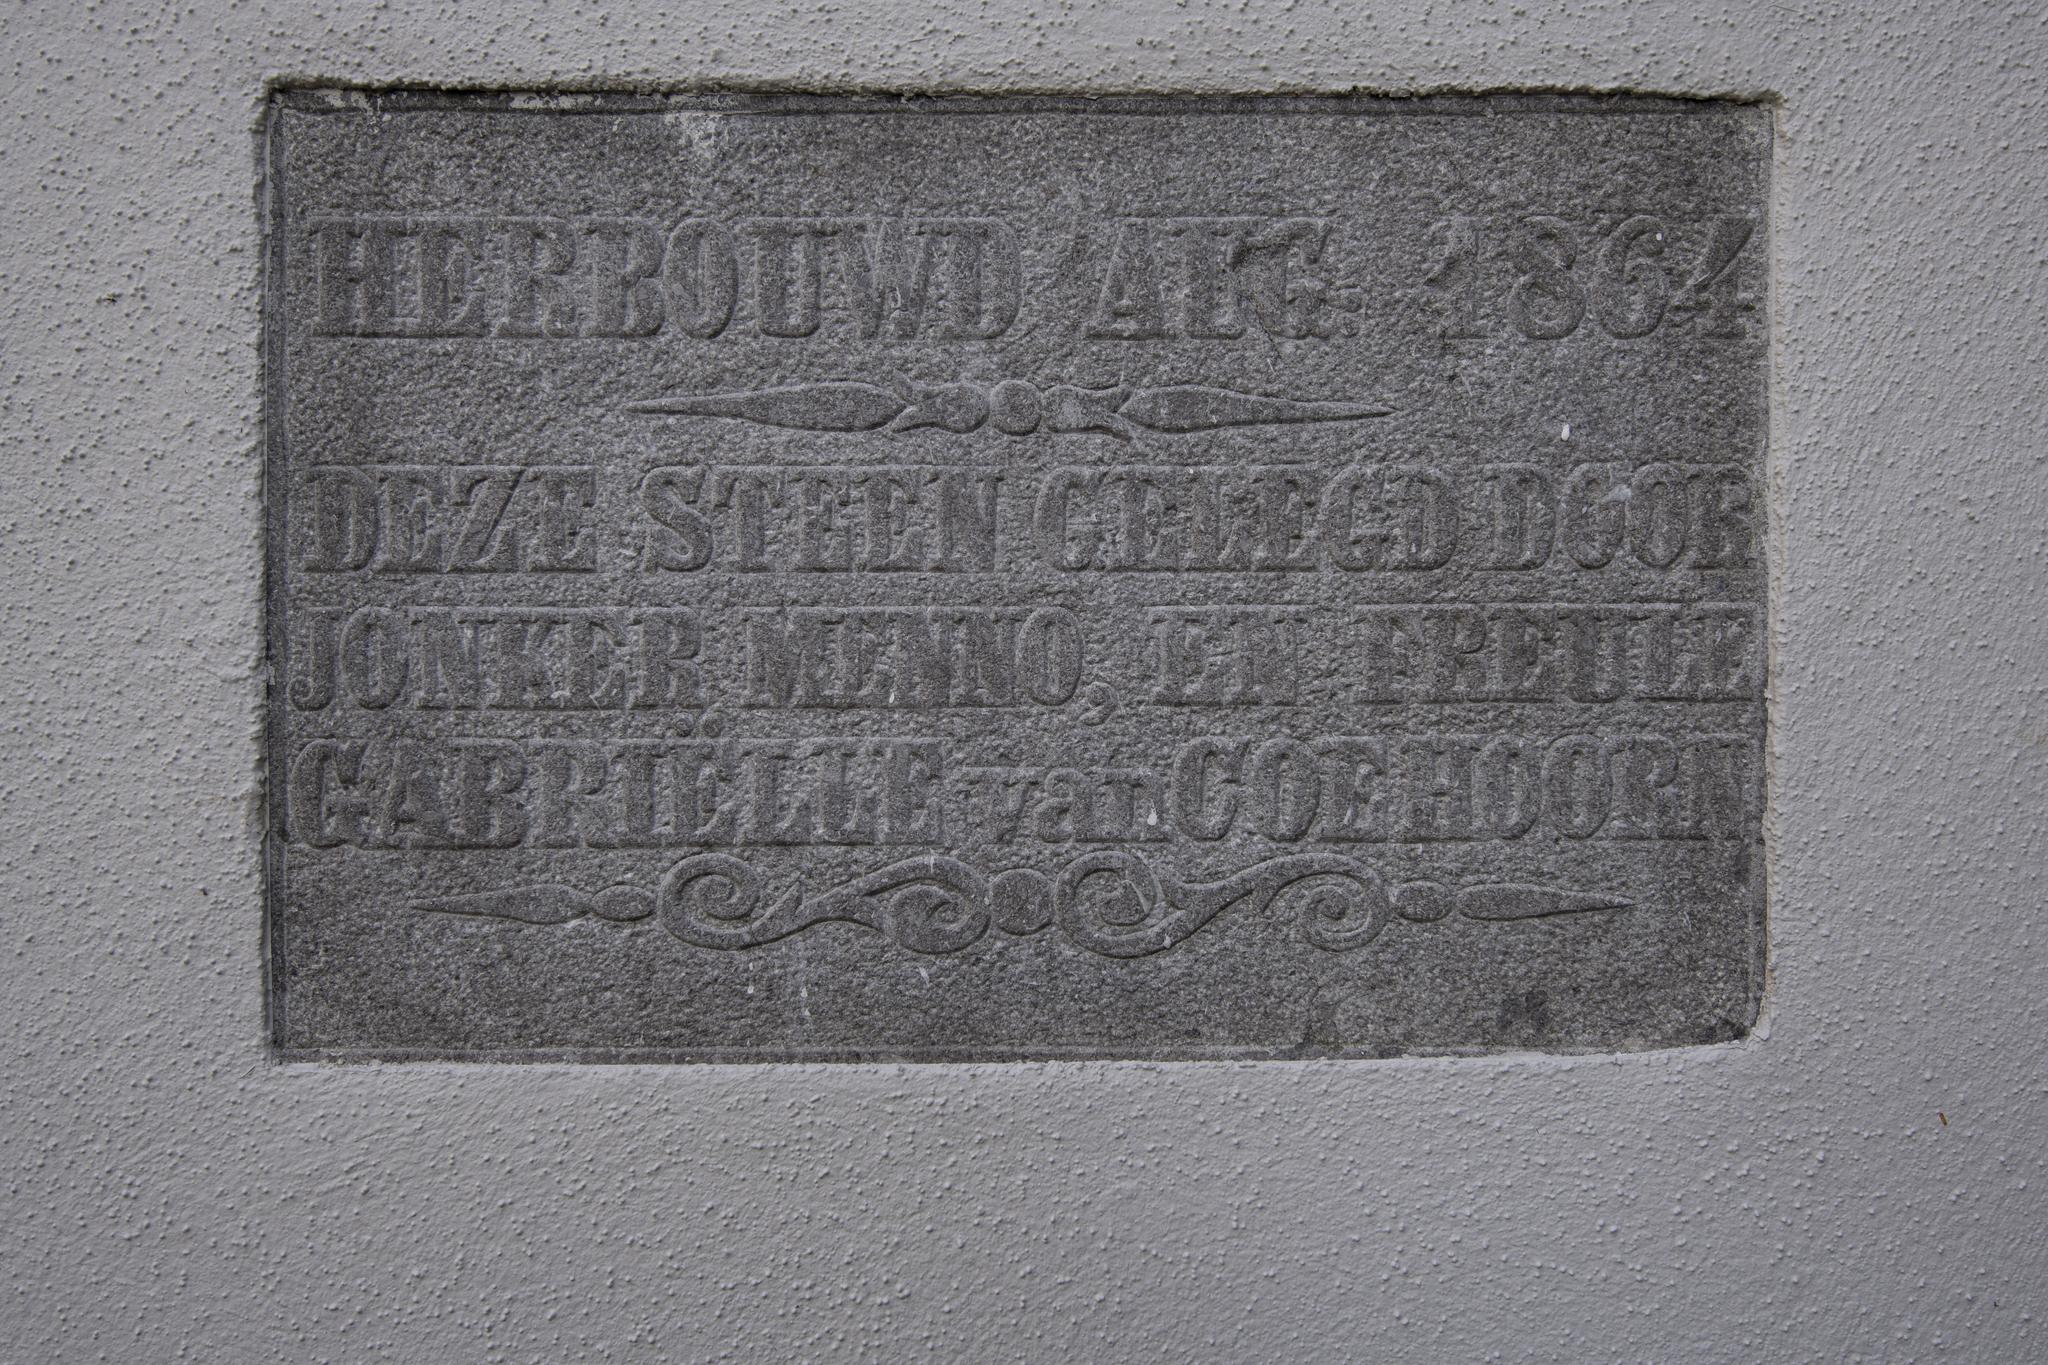 HERBOUWD AUG. 1864
DEZE STEEN GELEGD DOOR
JONKER MENNO, EN FREULE
GABRIËLLE van COEHOORN